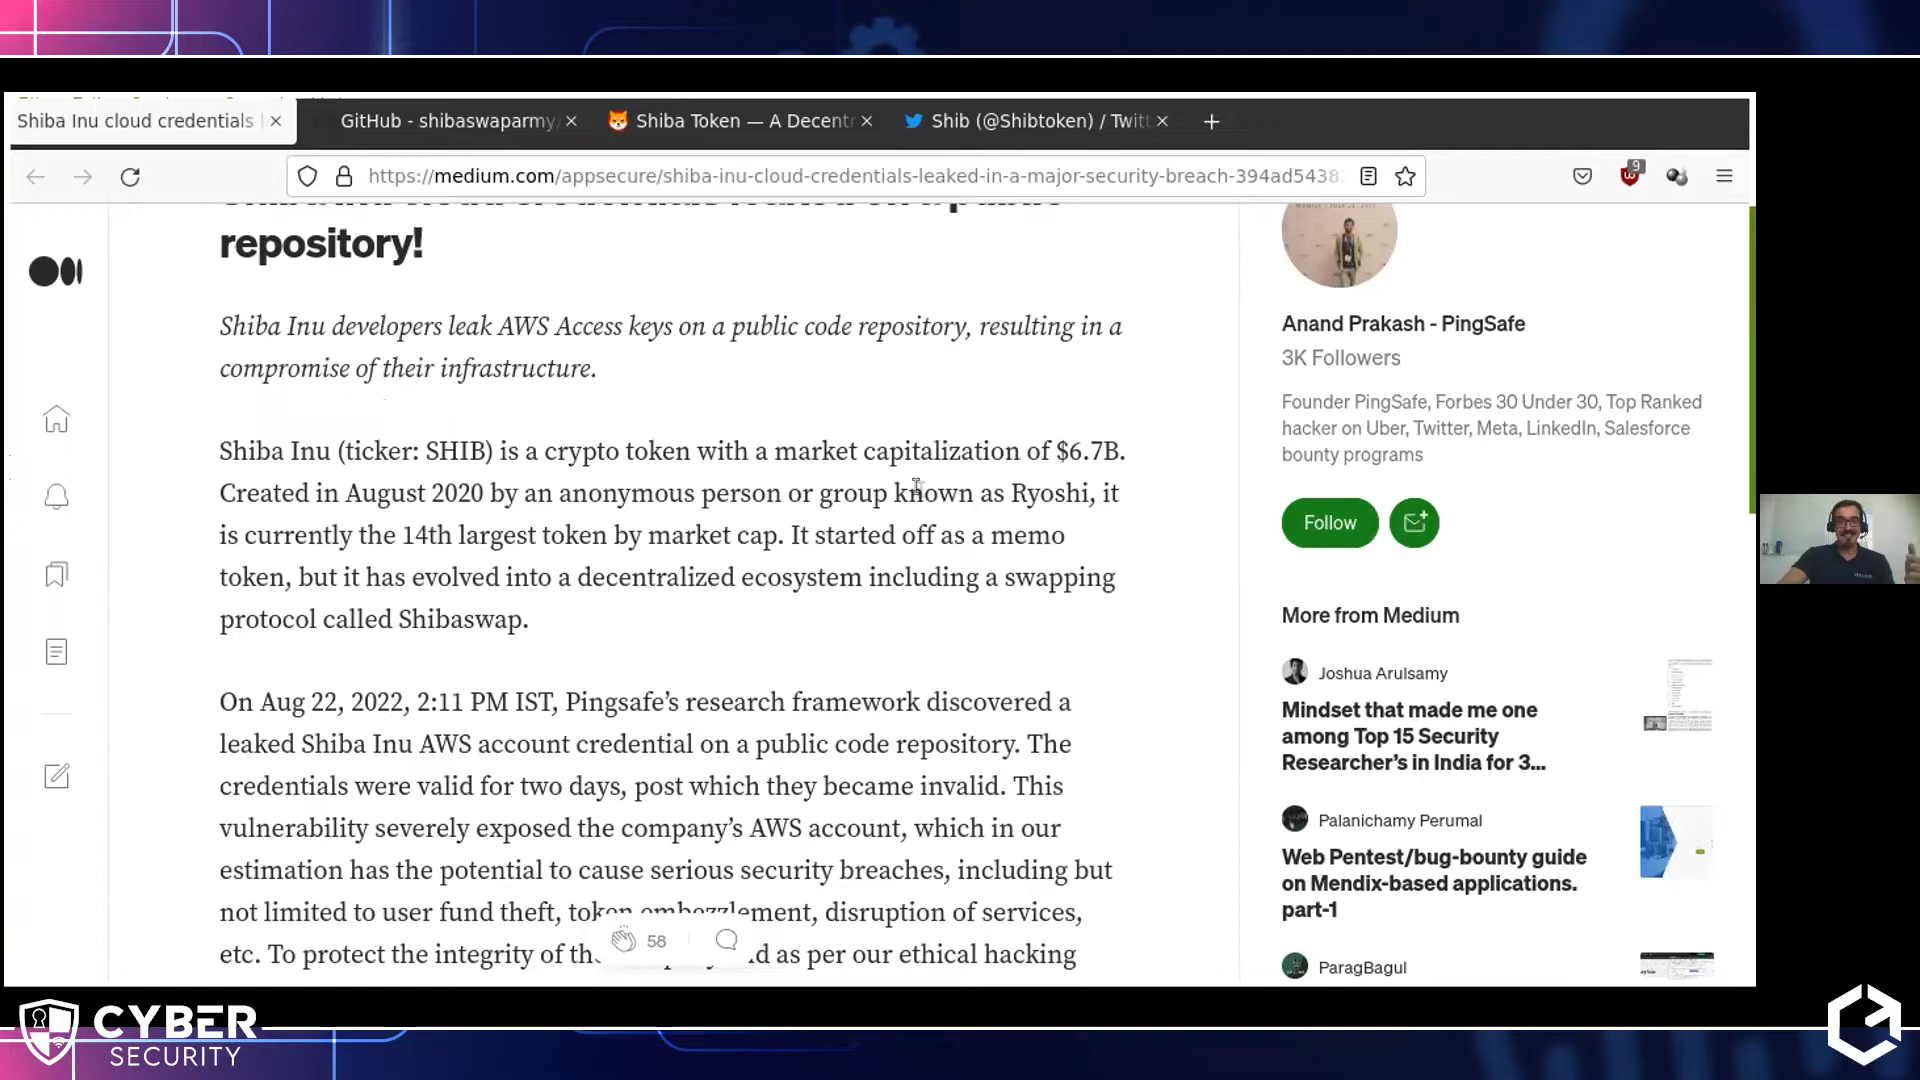 Shiba Inu cloud credentials
GitHub - shibaswaparmy/
Shiba Token — A Decentr
Shib (@Shibtoken) / Twitt
https://medium.com/appsecure/shiba-inu-cloud-credentials-leaked-in-a-major-security-breach-394ad5438
9
repository!
Shiba Inu developers leak AWS Access keys on a public code repository, resulting in a
compromise of their infrastructure.
Shiba Inu (ticker: SHIB) is a crypto token with a market capitalization of $6.7B.
Created in August 2020 by an anonymous person or group known as Ryoshi, it
is currently the 14th largest token by market cap. It started off as a memo
token, but it has evolved into a decentralized ecosystem including a swapping
protocol called Shibaswap.
On Aug 22, 2022, 2:11 PM IST, Pingsafe’s research framework discovered a
leaked Shiba Inu AWS account credential on a public code repository. The
credentials were valid for two days, post which they became invalid. This
vulnerability severely exposed the company’s AWS account, which in our
estimation has the potential to cause serious security breaches, including but
not limited to user fund theft, token embezzlement, disruption of services,
etc. To protect the integrity of as per our ethical hacking
58
Anand Prakash - PingSafe
3K Followers
Founder PingSafe, Forbes 30 Under 30, Top Ranked
hacker on Uber, Twitter, Meta, LinkedIn, Salesforce
bounty programs
Follow
More from Medium
Joshua Arulsamy
Mindset that made me one
among Top 15 Security
Researcher’s in India for 3...
Palanichamy Perumal
Web Pentest/bug-bounty guide
on Mendix-based applications.
part-1
ParagBagul
CYBER
SECURITY